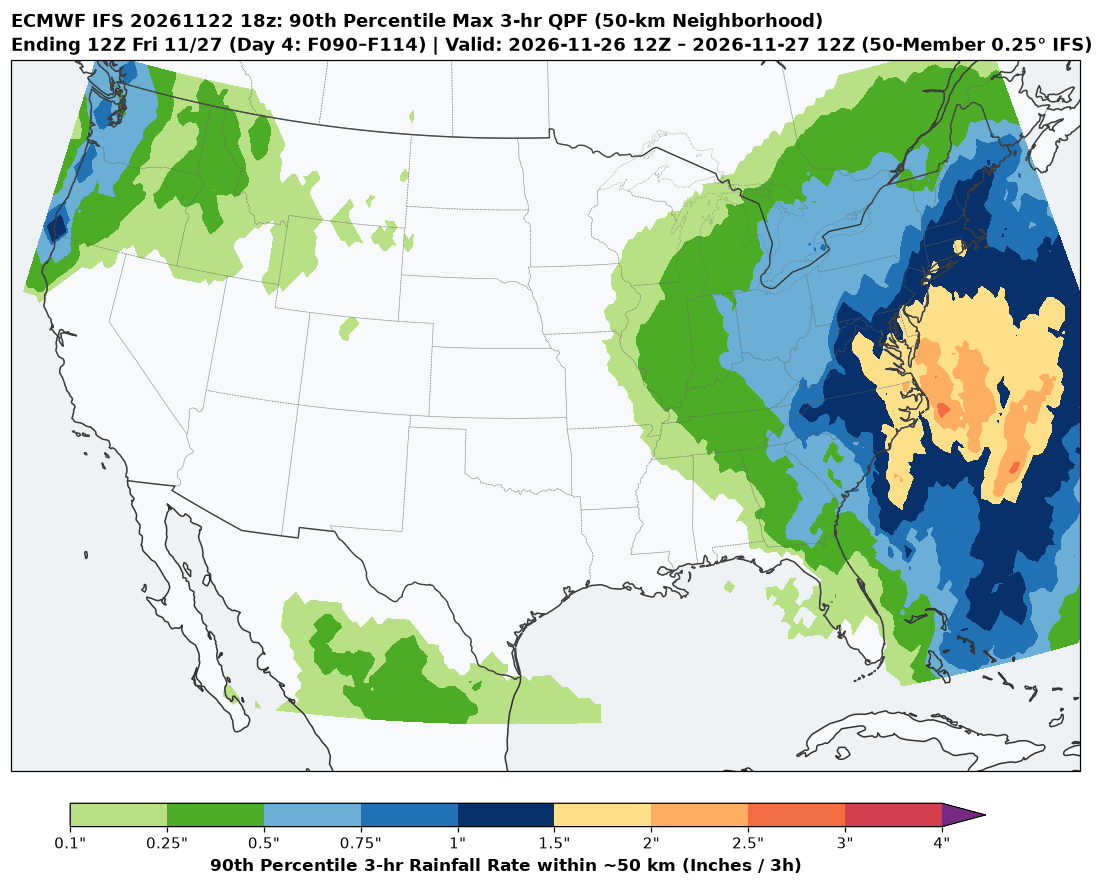 ECMWF IFS 20261122 18z: 90th Percentile Max 3-hr QPF (50-km Neighborhood)
Ending 12Z Fri 11/27 (Day 4: F090–F114) | Valid: 2026-11-26 12Z – 2026-11-27 12Z (50-Member 0.25° IFS)
0.1" 0.25" 0.5" 0.75" 1" 1.5" 2" 2.5" 3" 4"
90th Percentile 3-hr Rainfall Rate within ~50 km (Inches / 3h)